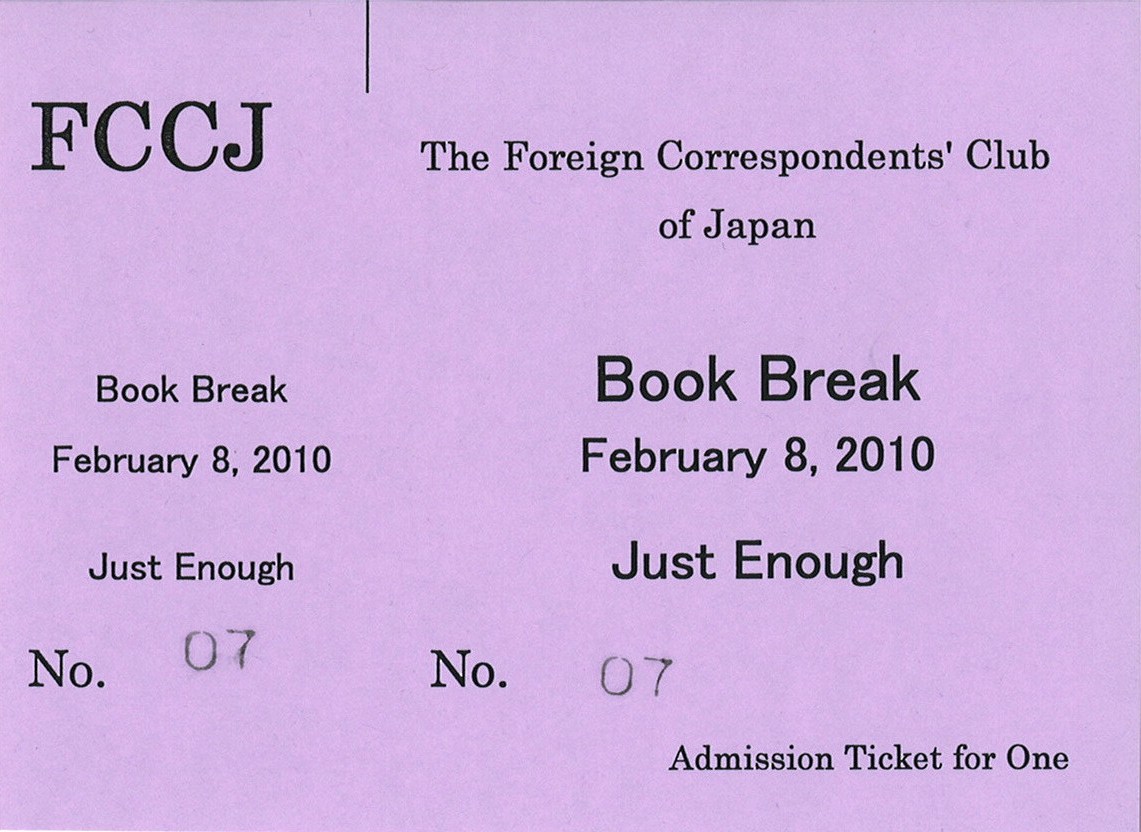 FCCJ
Book Break
February 8, 2010
Just Enough
No. 07
The Foreign Correspondents' Club
of Japan
Book Break
February 8, 2010
Just Enough
No. 07
Admission Ticket for One